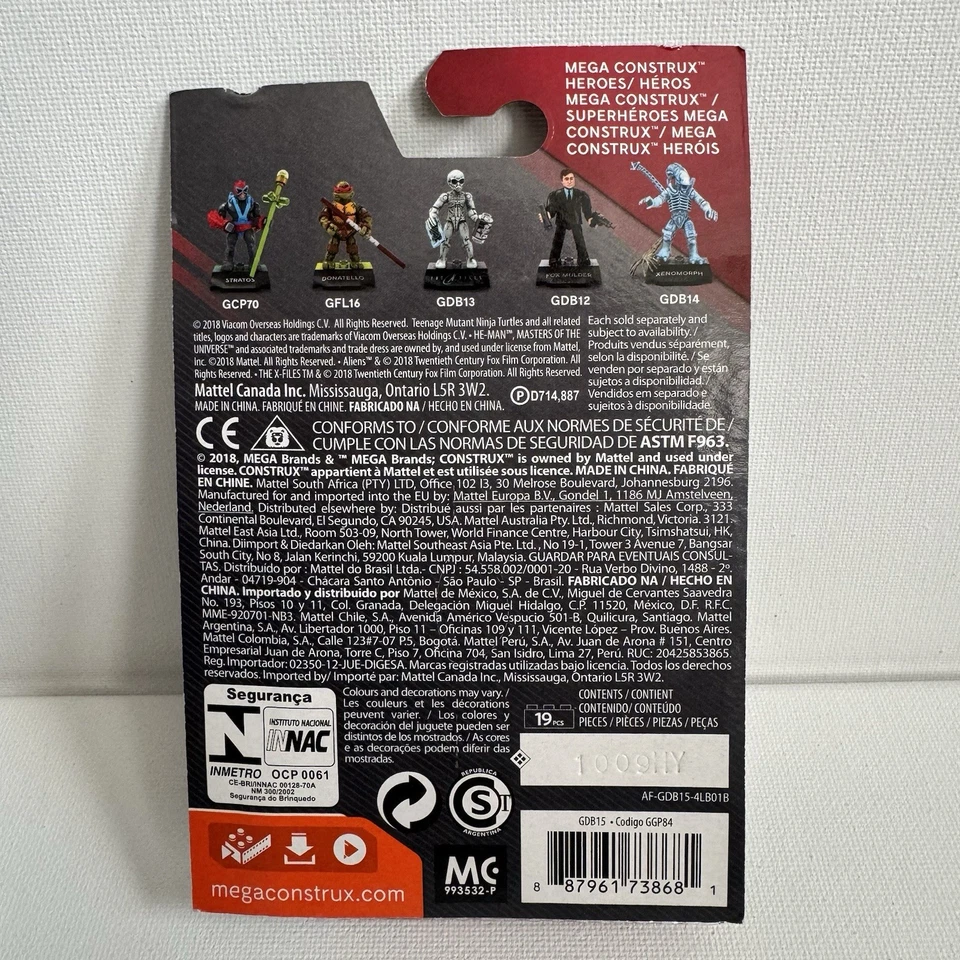 MEGA CONSTRUX™
HEROES/ HÉROS
MEGA CONSTRUX™ /
SUPERHÉROES MEGA
CONSTRUX™/ MEGA
CONSTRUX™ HERÓIS
STRATOS
DONATELLO
FOX MULDER
XENOMORPH
GCP70
GFL16
GDB13
GDB12
GDB14
© 2018 Viacom Overseas Holdings C.V. All Rights Reserved. Teenage Mutant Ninja Turtles and all related
titles, logos and characters are trademarks of Viacom Overseas Holdings C.V. • HE-MAN™, MASTERS OF THE
UNIVERSE™ and associated trademarks and trade dress are owned by, and used under license from Mattel,
Inc. ©2018 Mattel. All Rights Reserved. • Aliens™ & © 2018 Twentieth Century Fox Film Corporation. All
Rights Reserved. • THE X-FILES TM & © 2018 Twentieth Century Fox Film Corporation. All Rights Reserved.
Mattel Canada Inc. Mississauga, Ontario L5R 3W2.
MADE IN CHINA. FABRIQUÉ EN CHINE. FABRICADO NA / HECHO EN CHINA.
Ⓟ D714,887
Each sold separately and
subject to availability. /
Produits vendus séparément,
selon la disponibilité. / Se
venden por separado y están
sujetos a disponibilidad. /
Vendidos em separado e
sujeitos à disponibilidade.
CE
CONFORMS TO / CONFORME AUX NORMES DE SÉCURITÉ DE /
CUMPLE CON LAS NORMAS DE SEGURIDAD DE ASTM F963.
© 2018, MEGA Brands & ™ MEGA Brands; CONSTRUX™ is owned by Mattel and used under
license. CONSTRUX™ appartient à Mattel et est utilisée sous licence. MADE IN CHINA. FABRIQUÉ
EN CHINE. Mattel South Africa (PTY) LTD, Office 102 I3, 30 Melrose Boulevard, Johannesburg 2196.
Manufactured for and imported into the EU by: Mattel Europa B.V., Gondel 1, 1186 MJ Amstelveen,
Nederland. Distributed elsewhere by: Distribué aussi par les partenaires : Mattel Sales Corp., 333
Continental Boulevard, El Segundo, CA 90245, USA. Mattel Australia Pty. Ltd., Richmond, Victoria. 3121.
Mattel East Asia Ltd., Room 503-09, North Tower, World Finance Centre, Harbour City, Tsimshatsui, HK,
China. Diimport & Diedarkan Oleh: Mattel Southeast Asia Pte. Ltd., No 19-1, Tower 3 Avenue 7, Bangsar
South City, No 8, Jalan Kerinchi, 59200 Kuala Lumpur, Malaysia. GUARDAR PARA EVENTUAIS CONSUL-
TAS. Distribuido por : Mattel do Brasil Ltda.- CNPJ : 54.558.002/0001-20 - Rua Verbo Divino, 1488 - 2º.
Andar - 04719-904 - Chácara Santo Antônio - São Paulo - SP - Brasil. FABRICADO NA / HECHO EN
CHINA. Importado y distribuido por Mattel de México, S.A. de C.V., Miguel de Cervantes Saavedra
No. 193, Pisos 10 y 11, Col. Granada, Delegación Miguel Hidalgo, C.P. 11520, México, D.F. R.F.C.
MME-920701-NB3. Mattel Chile, S.A., Avenida Américo Vespucio 501-B, Quilicura, Santiago. Mattel
Argentina, S.A., Av. Libertador 1000, Piso 11 – Oficinas 109 y 111, Vicente López – Prov. Buenos Aires.
Mattel Colombia, S.A., Calle 123#7-07 P.5, Bogotá. Mattel Perú, S.A., Av. Juan de Arona # 151, Centro
Empresarial Juan de Arona, Torre C, Piso 7, Oficina 704, San Isidro, Lima 27, Perú. RUC: 20425853865.
Reg. Importador: 02350-12-JUE-DIGESA. Marcas registradas utilizadas bajo licencia. Todos los derechos
reservados. Imported by/ Importé par: Mattel Canada Inc., Mississauga, Ontario L5R 3W2.
Segurança
INSTITUTO NACIONAL
INNAC
INMETRO OCP 0061
CE-BRI/INNAC 00128-70A
NM 300/2002
Segurança do Brinquedo
Colours and decorations may vary. /
Les couleurs et les décorations
peuvent varier. / Los colores y
decoración del juguete pueden ser
distintos de los mostrados. / As cores
e as decorações podem diferir das
mostradas.
CONTENTS / CONTIENT
CONTENIDO / CONTEÚDO
19 PCS
PIECES / PIÈCES / PIEZAS / PEÇAS
1009HY
AF-GDB15-4LB01B
REPUBLICA
S
ARGENTINA
GDB15 • Codigo GGP84
8 87961 73868 1
MC
993532-P
megaconstrux.com